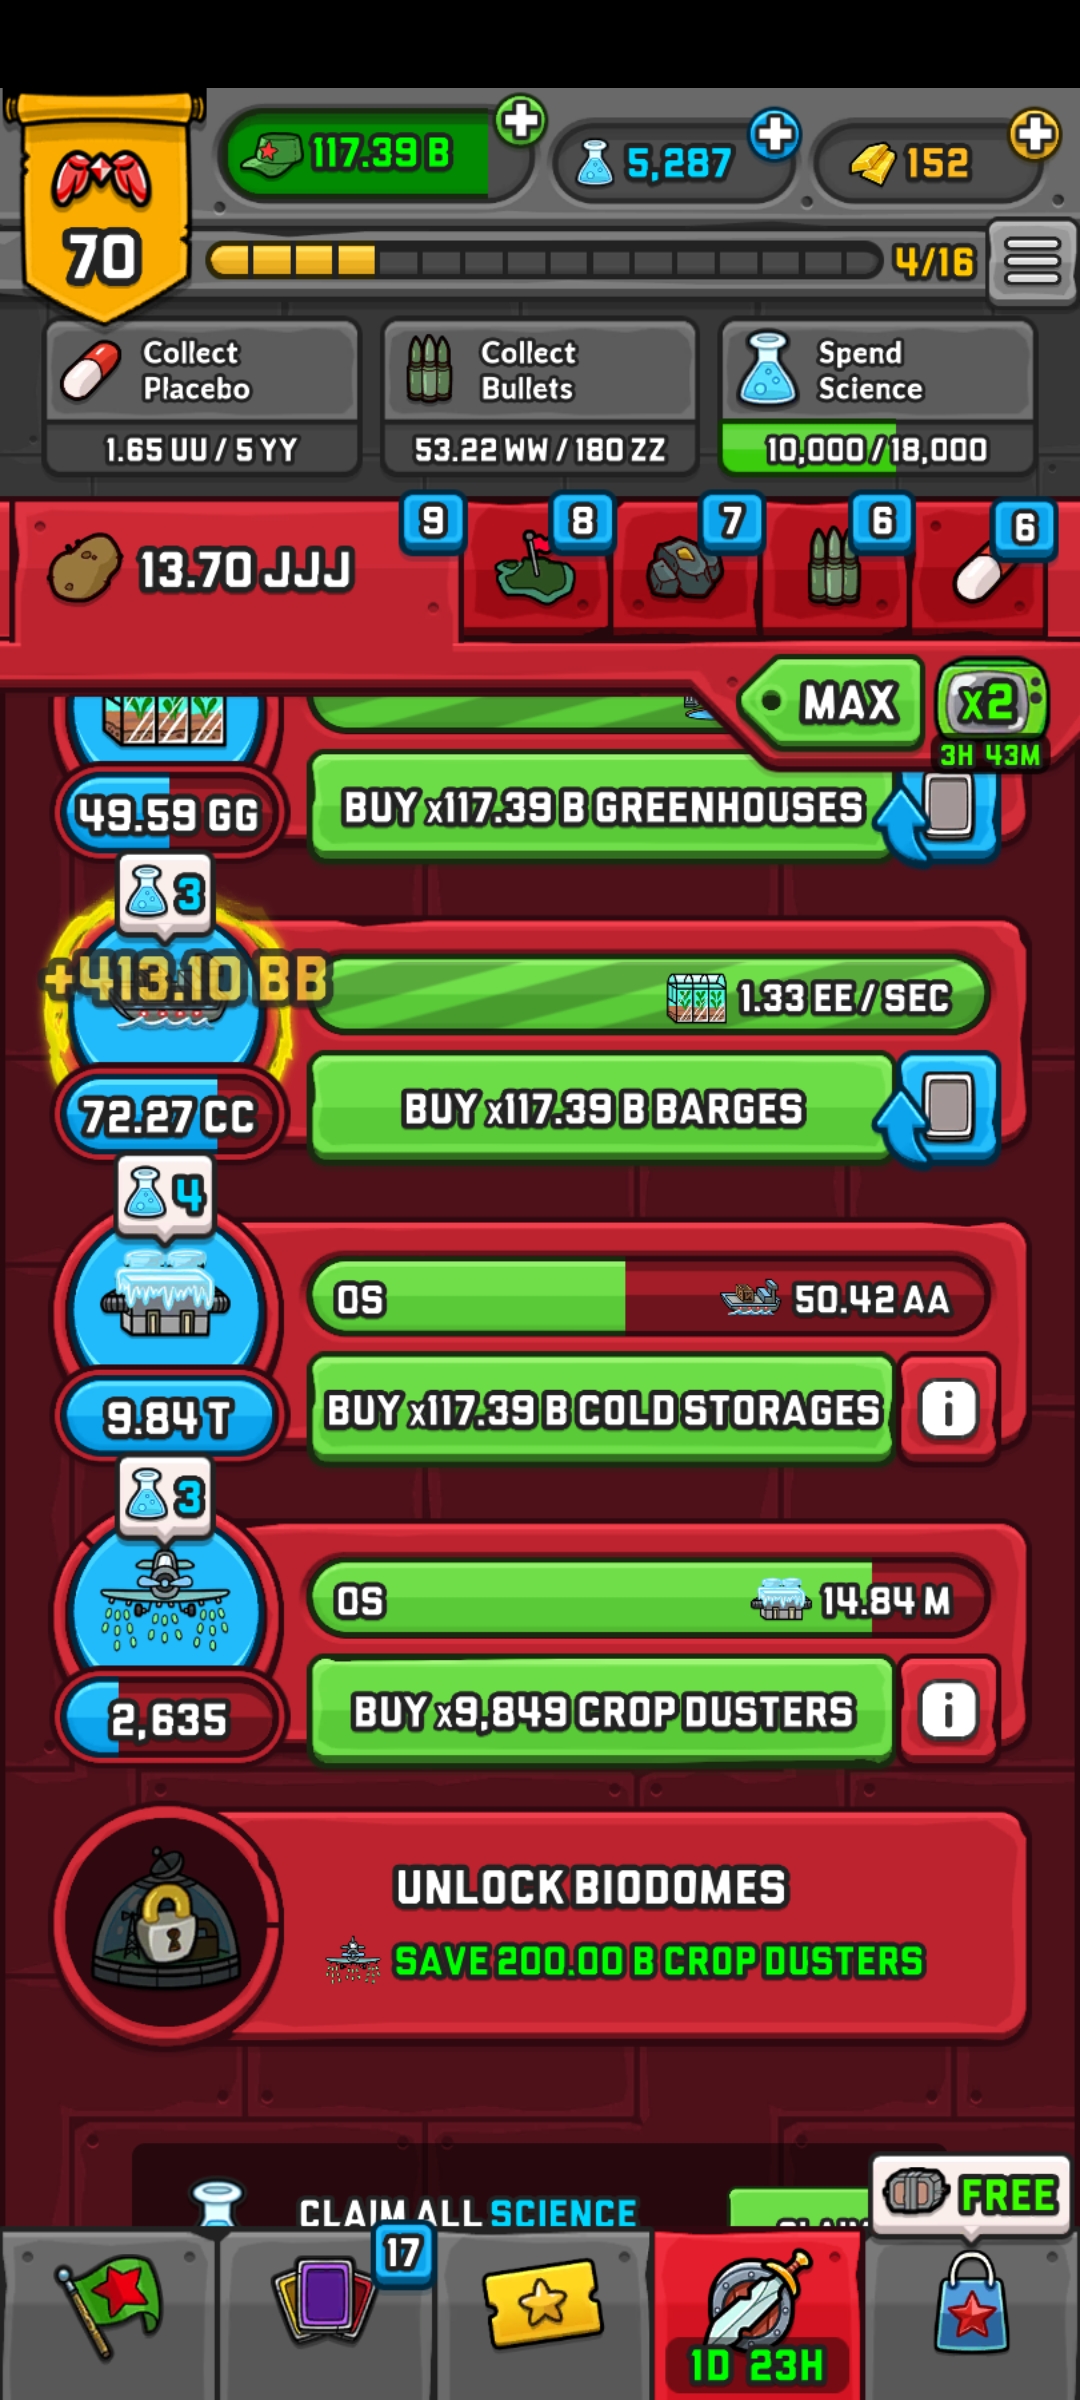 117.39 B
5,287
152
70
4/16
Collect
Placebo
1.65 UU / 5 YY
Collect
Bullets
53.22 WW / 180 ZZ
Spend
Science
10,000 / 18,000
13.70 JJJ
9
8
7
6
6
MAX
x2
3H 43M
49.59 GG
BUY x117.39 B GREENHOUSES
3
+413.10 BB
1.33 EE / SEC
72.27 CC
BUY x117.39 B BARGES
4
0S
50.42 AA
9.84 T
BUY x117.39 B COLD STORAGES
i
3
0S
14.84 M
2,635
BUY x9,849 CROP DUSTERS
i
UNLOCK BIODOMES
SAVE 200.00 B CROP DUSTERS
CLAIM ALL SCIENCE
FREE
17
1D 23H